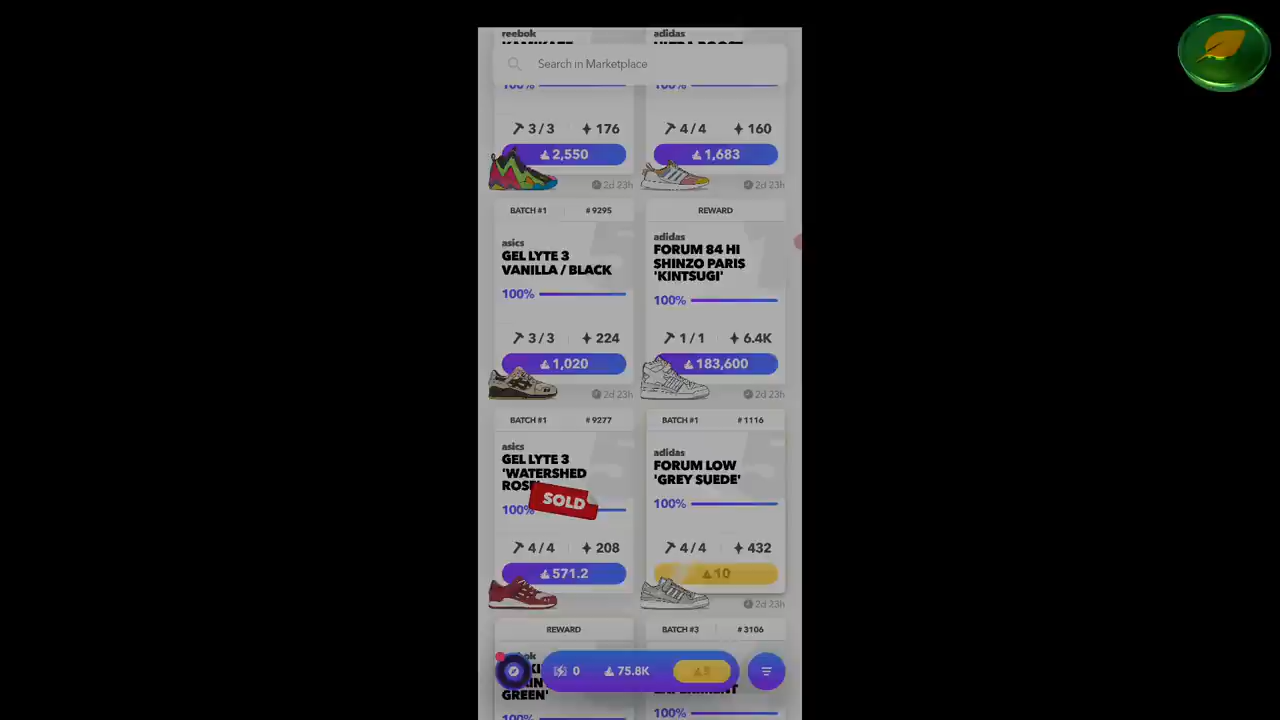 reebok
adidas
Search in Marketplace
100%
100%
3 / 3
176
4 / 4
160
2,550
1,683
2d 23h
2d 23h
BATCH #1
# 9295
REWARD
asics
GEL LYTE 3
VANILLA / BLACK
adidas
FORUM 84 HI
SHINZO PARIS
'KINTSUGI'
100%
100%
3 / 3
224
1 / 1
6.4K
1,020
183,600
2d 23h
2d 23h
BATCH #1
# 9277
BATCH #1
# 1116
asics
GEL LYTE 3
'WATERSHED
adidas
FORUM LOW
'GREY SUEDE'
SOLD
100%
100%
4 / 4
208
4 / 4
432
571.2
10
2d 23h
REWARD
BATCH #3
# 3106
0
75.8K
GREEN'
100%
100%